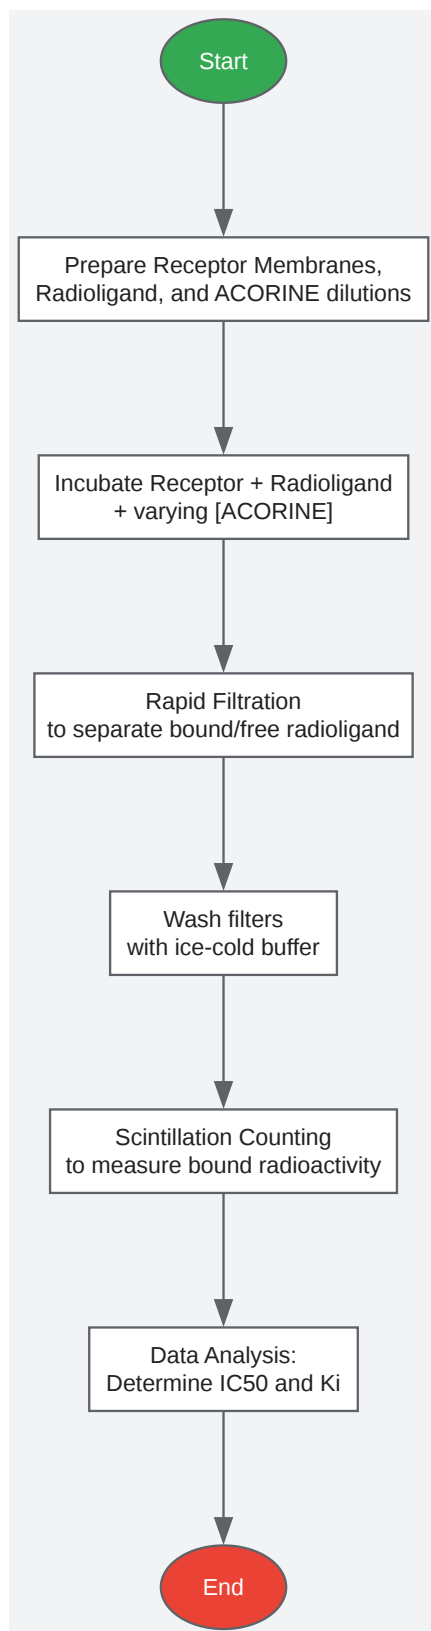 Start
Prepare Receptor Membranes,
Radioligand, and ACORINE dilutions
Incubate Receptor + Radioligand
+ varying [ACORINE]
Rapid Filtration
to separate bound/free radioligand
Wash filters
with ice-cold buffer
Scintillation Counting
to measure bound radioactivity
Data Analysis:
Determine IC50 and Ki
End